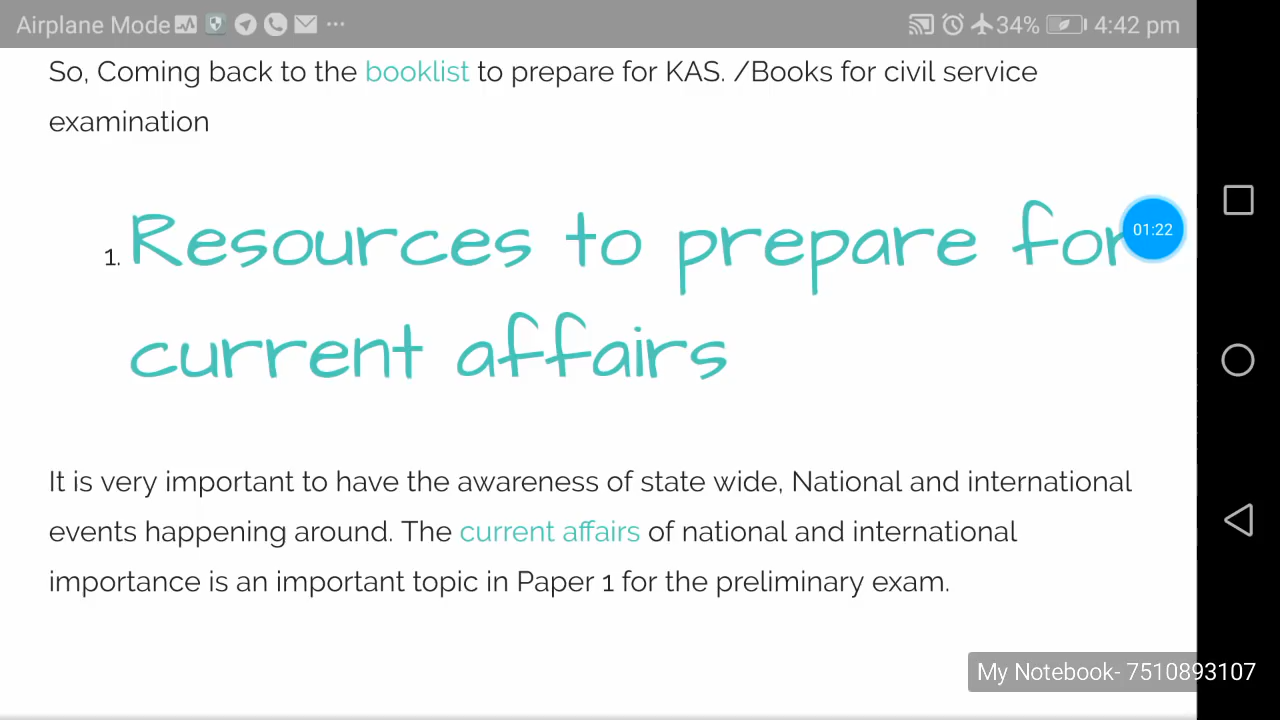 Airplane Mode ... 34% 4:42 pm
So, Coming back to the booklist to prepare for KAS. /Books for civil service
examination
1. Resources to prepare for
01:22
current affairs
It is very important to have the awareness of state wide, National and international
events happening around. The current affairs of national and international
importance is an important topic in Paper 1 for the preliminary exam.
My Notebook- 7510893107